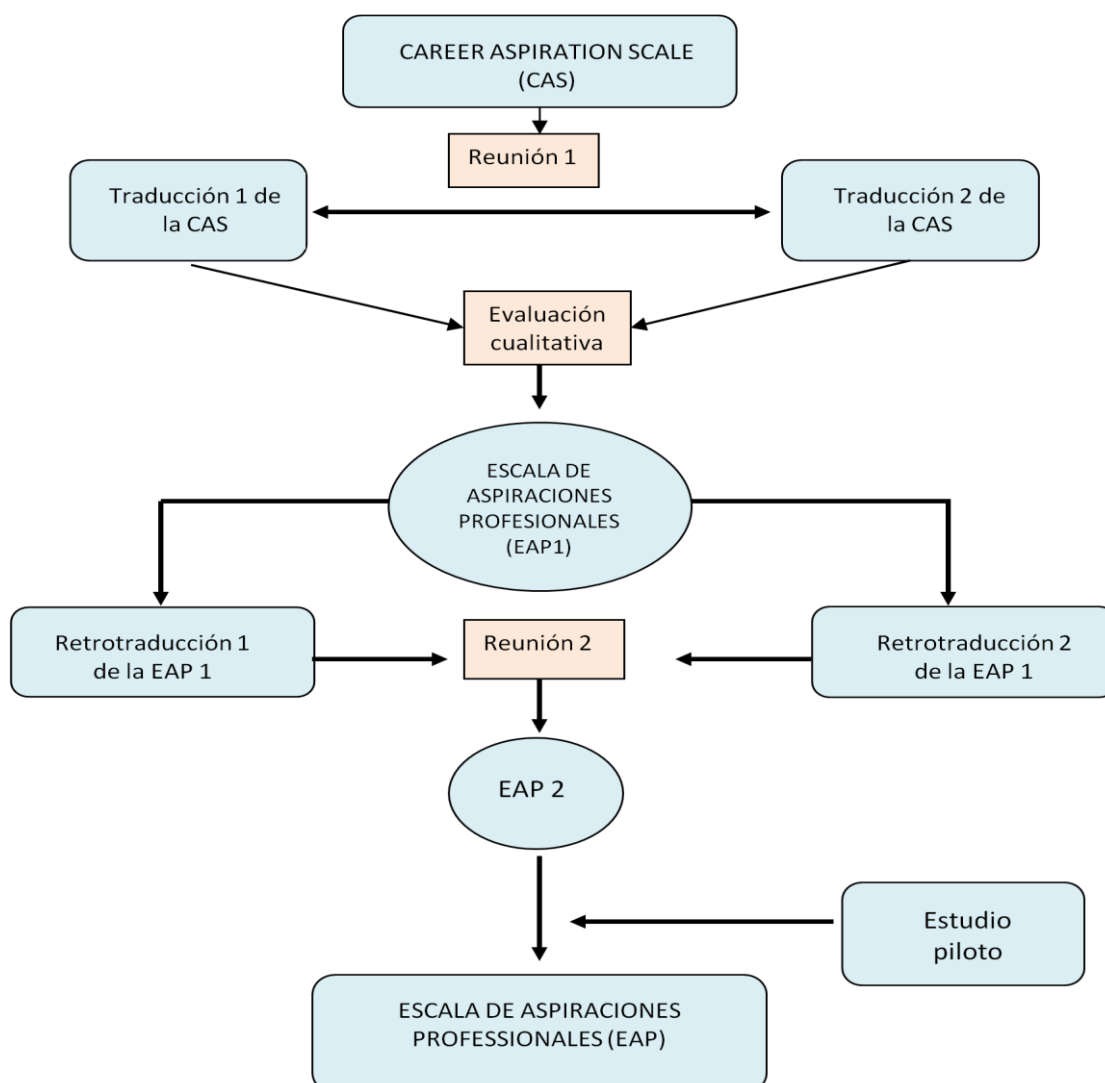 CAREER ASPIRATION SCALE
(CAS)
Reunión 1
Traducción 1 de
la CAS
Traducción 2 de
la CAS
Evaluación
cualitativa
ESCALA DE
ASPIRACIONES
PROFESIONALES
(EAP1)
Retrotraducción 1
de la EAP 1
Reunión 2
Retrotraducción 2
de la EAP 1
EAP 2
Estudio
piloto
ESCALA DE ASPIRACIONES
PROFESSIONALES (EAP)